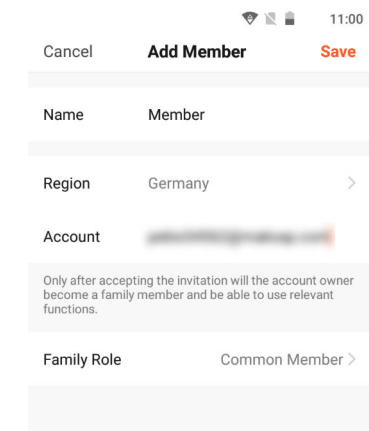 11:00
Cancel Add Member Save
Name Member
Region Germany
Account
Only after accepting the invitation will the account owner
become a family member and be able to use relevant
functions.
Family Role Common Member